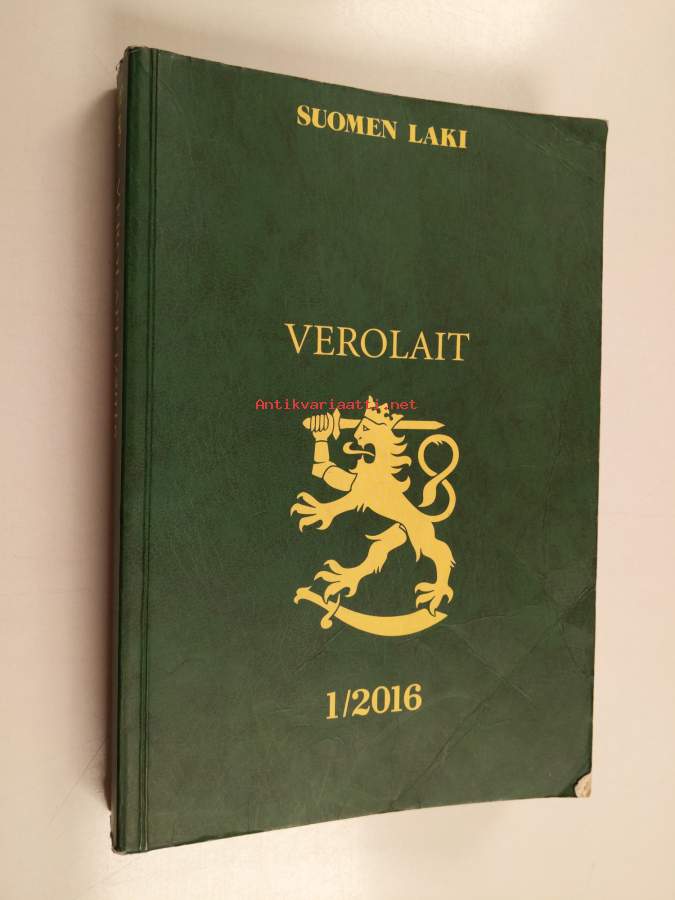 SUOMEN LAKI
VEROLAIT
Antikvariaatti.net
1/2016